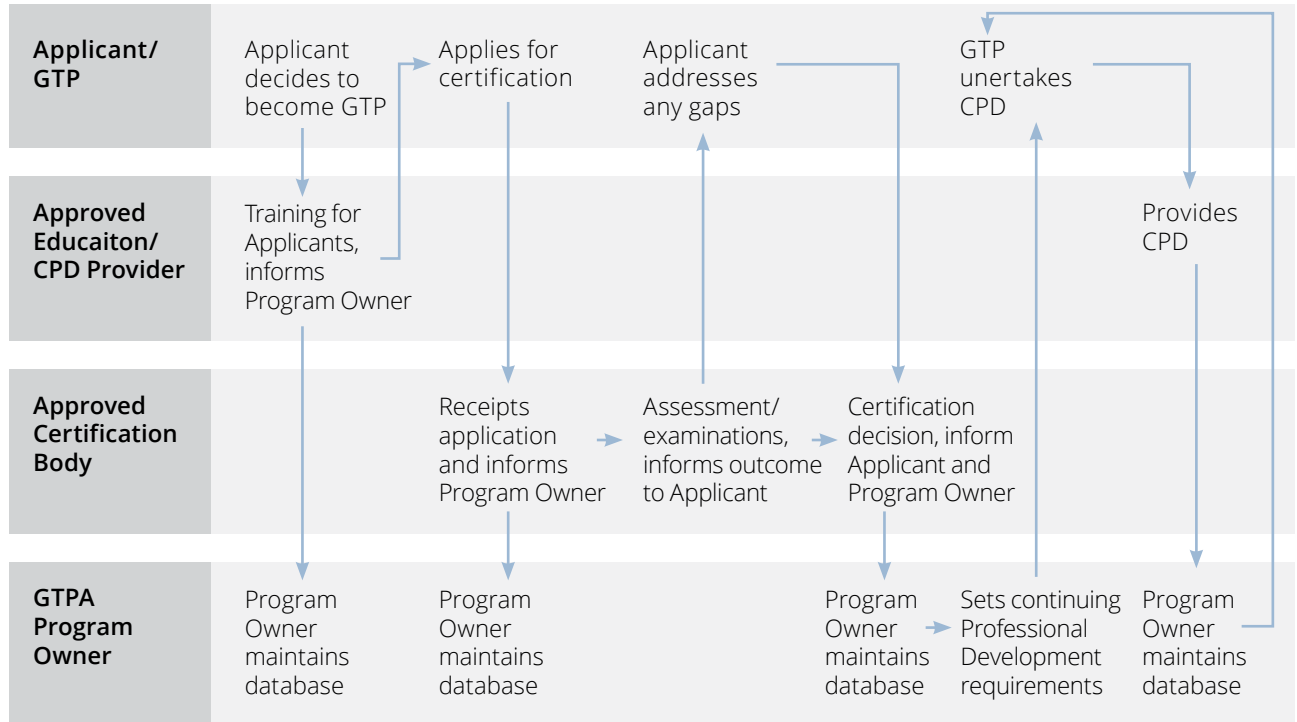 Applicant/
GTP
Applicant
decides to
become GTP
Applies for
certification
Applicant
addresses
any gaps
GTP
unertakes
CPD
Approved
Educaiton/
CPD Provider
Training for
Applicants,
informs
Program Owner
Provides
CPD
Approved
Certification
Body
Receipts
application
and informs
Program Owner
Assessment/
examinations,
informs outcome
to Applicant
Certification
decision, inform
Applicant and
Program Owner
GTPA
Program
Owner
Program
Owner
maintains
database
Program
Owner
maintains
database
Program
Owner
maintains
database
Sets continuing
Professional
Development
requirements
Program
Owner
maintains
database